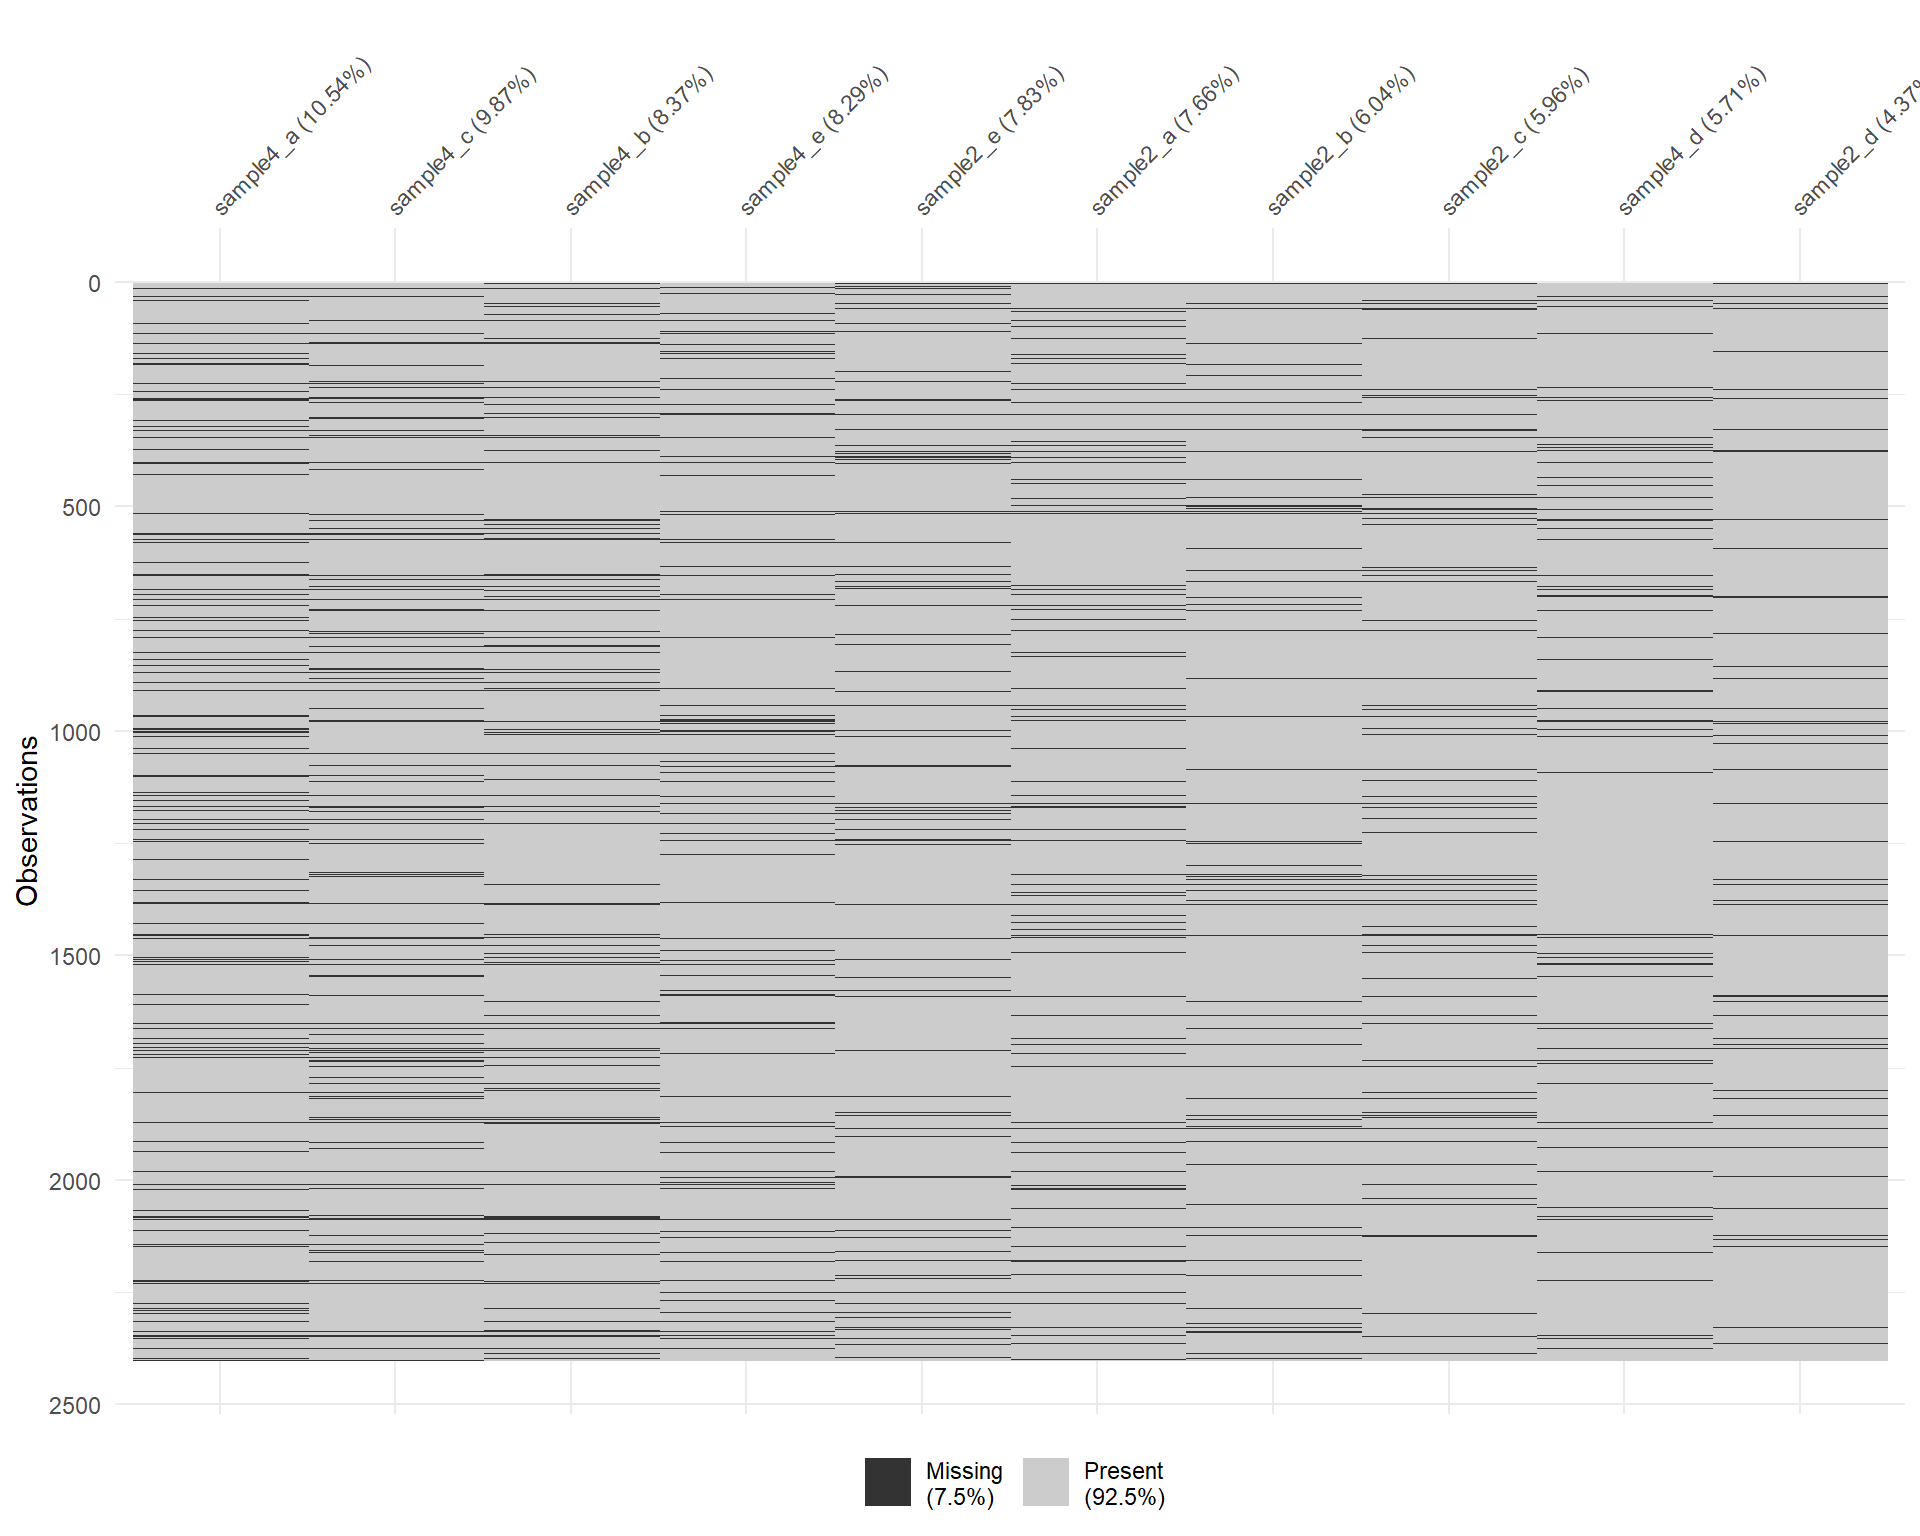 sample4_a (10.54%)
sample4_c (9.87%)
sample4_b (8.37%)
sample4_e (8.29%)
sample2_e (7.83%)
sample2_a (7.66%)
sample2_b (6.04%)
sample2_c (5.96%)
sample4_d (5.71%)
sample2_d (4.37%
0
500
1000
1500
2000
2500
Observations
Missing
(7.5%)
Present
(92.5%)